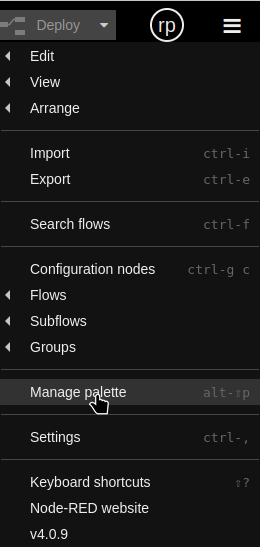 Deploy rp
Edit
View
Arrange
Import ctrl-i
Export ctrl-e
Search flows ctrl-f
Configuration nodes ctrl-g c
Flows
Subflows
Groups
Manage palette alt-⇧p
Settings ctrl-,
Keyboard shortcuts ⇧?
Node-RED website
v4.0.9